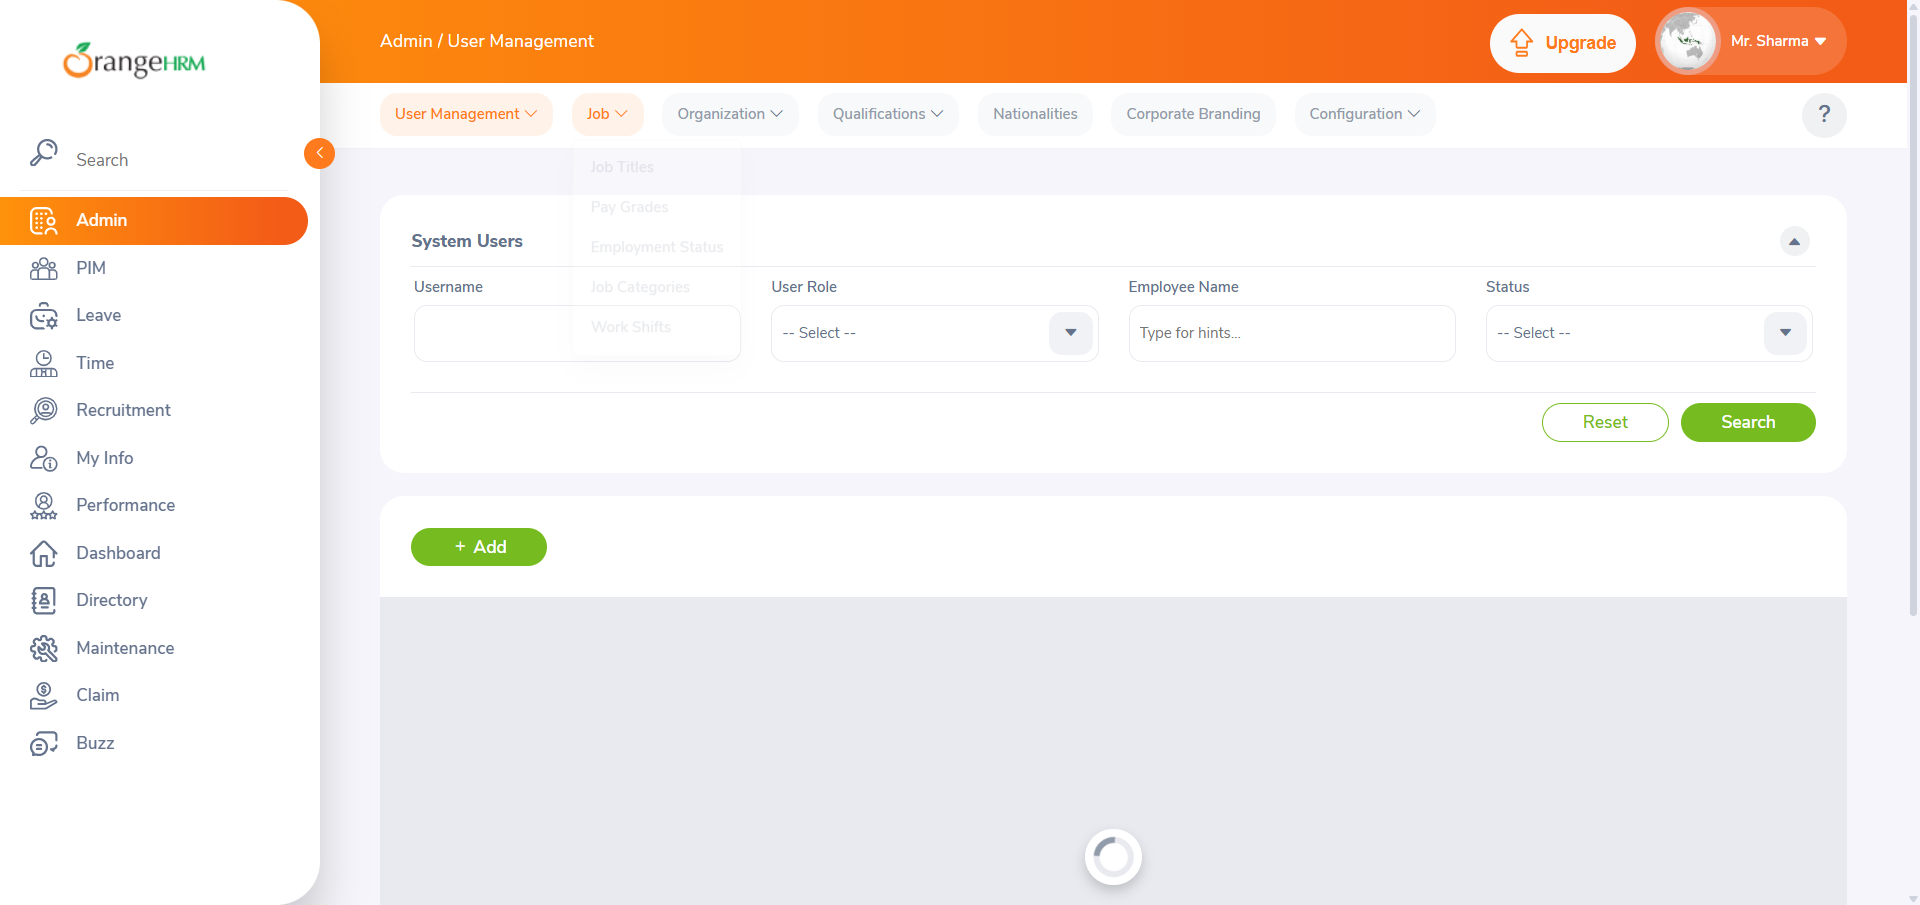 OrangeHRM
Admin / User Management
Upgrade
Mr. Sharma
User Management
Job
Organization
Qualifications
Nationalities
Corporate Branding
Configuration
?
Search
Admin
PIM
Leave
Time
Recruitment
My Info
Performance
Dashboard
Directory
Maintenance
Claim
Buzz
Job Titles
Pay Grades
Employment Status
Job Categories
Work Shifts
System Users
Username
User Role
Employee Name
Status
-- Select --
Type for hints...
-- Select --
Reset
Search
+ Add